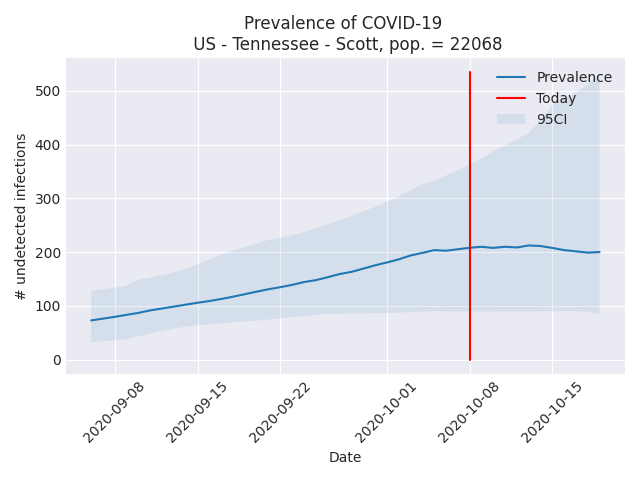 Prevalence of COVID-19
US - Tennessee - Scott, pop. = 22068
Prevalence
Today
95CI
# undetected infections
500
400
300
200
100
0
2020-09-08
2020-09-15
2020-09-22
2020-10-01
2020-10-08
2020-10-15
Date